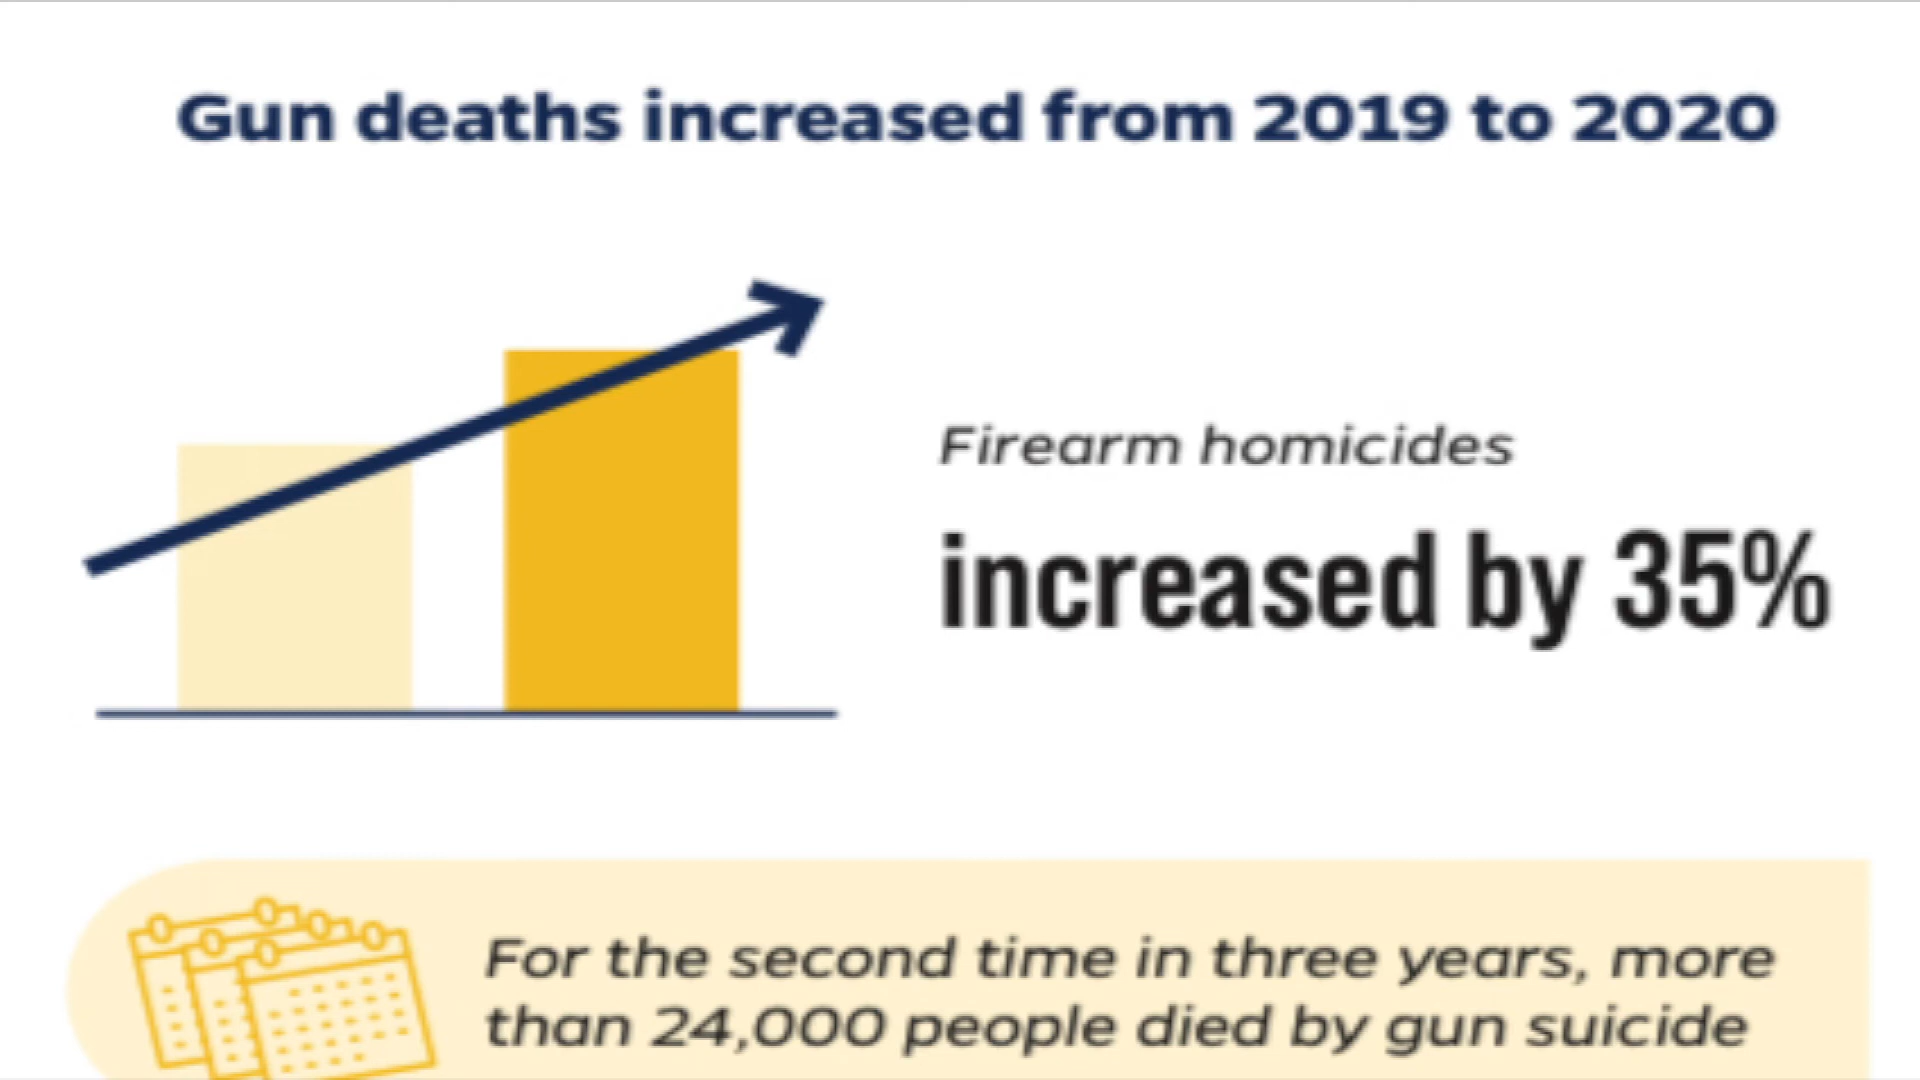 Gun deaths increased from 2019 to 2020
Firearm homicides
increased by 35%
For the second time in three years, more
than 24,000 people died by gun suicide